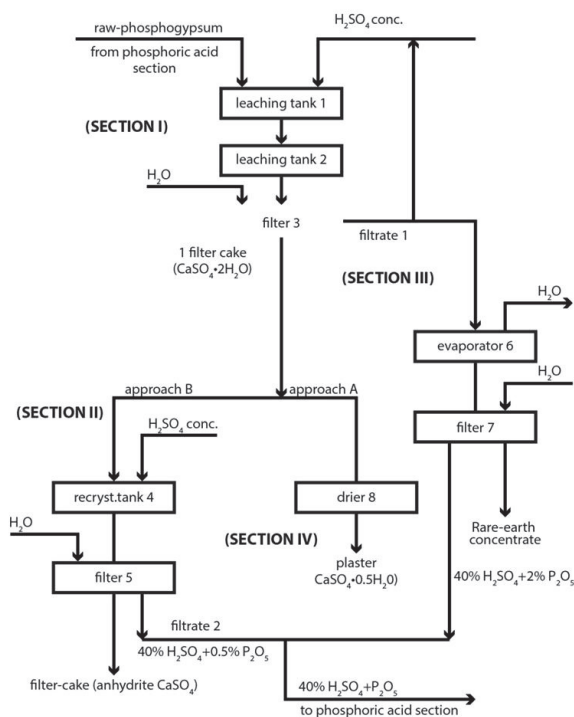 raw-phosphogypsum
from phosphoric acid
section
H₂SO₄ conc.
leaching tank 1
(SECTION I)
leaching tank 2
H₂O
filter 3
filtrate 1
1 filter cake
(CaSO₄•2H₂O)
(SECTION III)
H₂O
evaporator 6
H₂O
approach B
approach A
(SECTION II)
filter 7
H₂SO₄ conc.
recryst.tank 4
drier 8
H₂O
(SECTION IV)
Rare-earth
concentrate
plaster
CaSO₄•0.5H₂0)
filter 5
40% H₂SO₄+2% P₂O₅
filtrate 2
40% H₂SO₄+0.5% P₂O₅
filter-cake (anhydrite CaSO₄)
40% H₂SO₄+P₂O₅
to phosphoric acid section